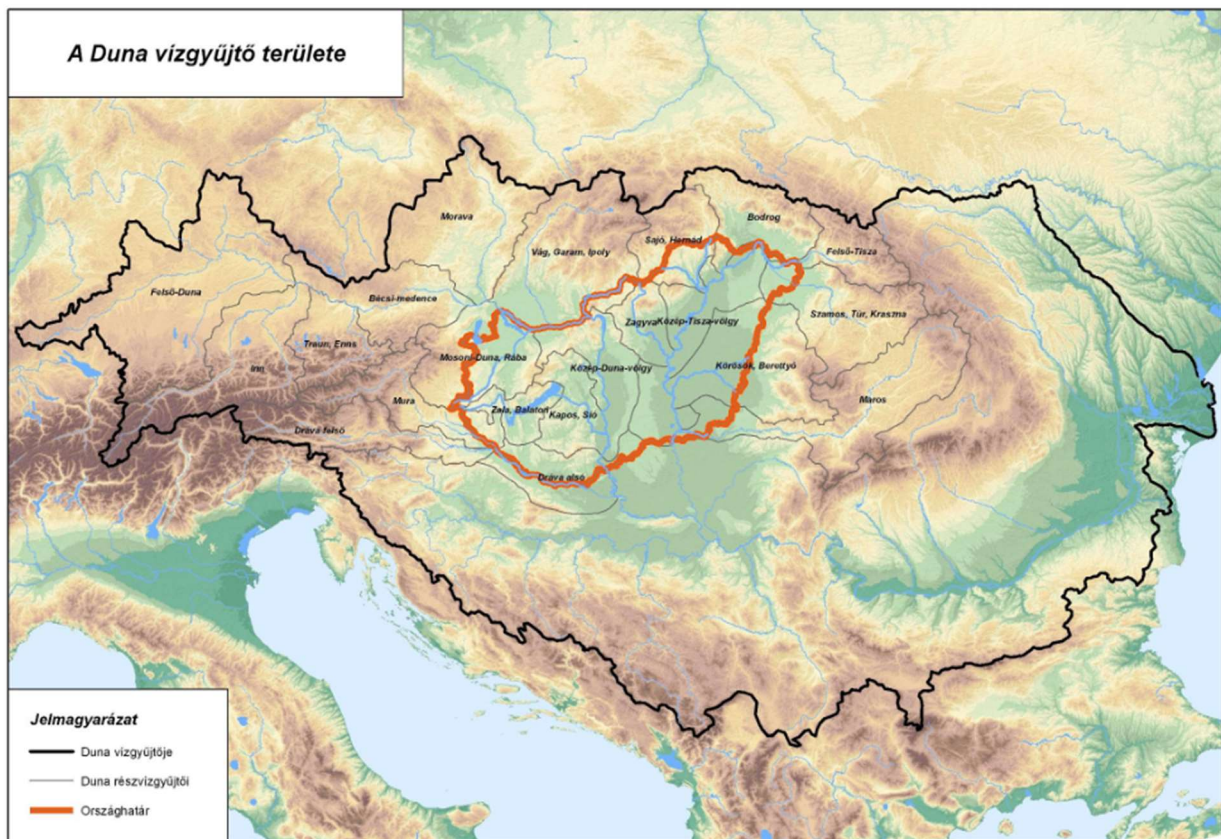 A Duna vízgyűjtő területe
Morava
Bodrog
Sajó, Hernád
Vág, Garam, Ipoly
Felső-Tisza
Felső-Duna
Bécsi-medence
Szamos, Túr, Kraszna
Zagyva
Közép-Tisza-völgy
Traun, Enns
Mosoni-Duna, Rába
Inn
Közép-Duna-völgy
Körösök, Berettyó
Mura
Maros
Zala, Balaton
Kapos, Sió
Dráva felső
Dráva alsó
Jelmagyarázat
Duna vízgyűjtője
Duna részvízgyűjtői
Országhatár